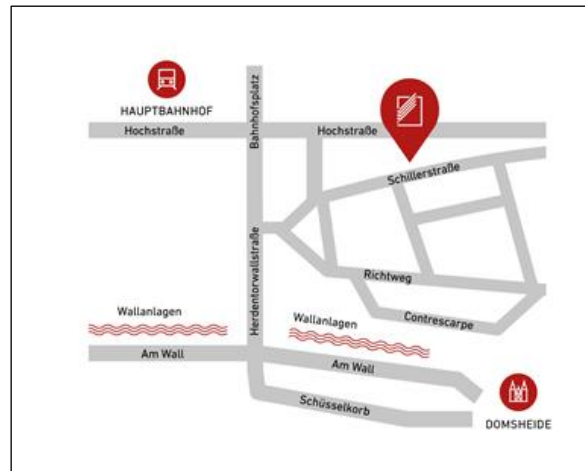 HAUPTBAHNHOF
Hochstraße
Bahnhofsplatz
Hochstraße
Schillerstraße
Herdentorwallstraße
Richtweg
Contrescarpe
Wallanlagen
Wallanlagen
Am Wall
Am Wall
Schüsselkorb
DOMSHEIDE